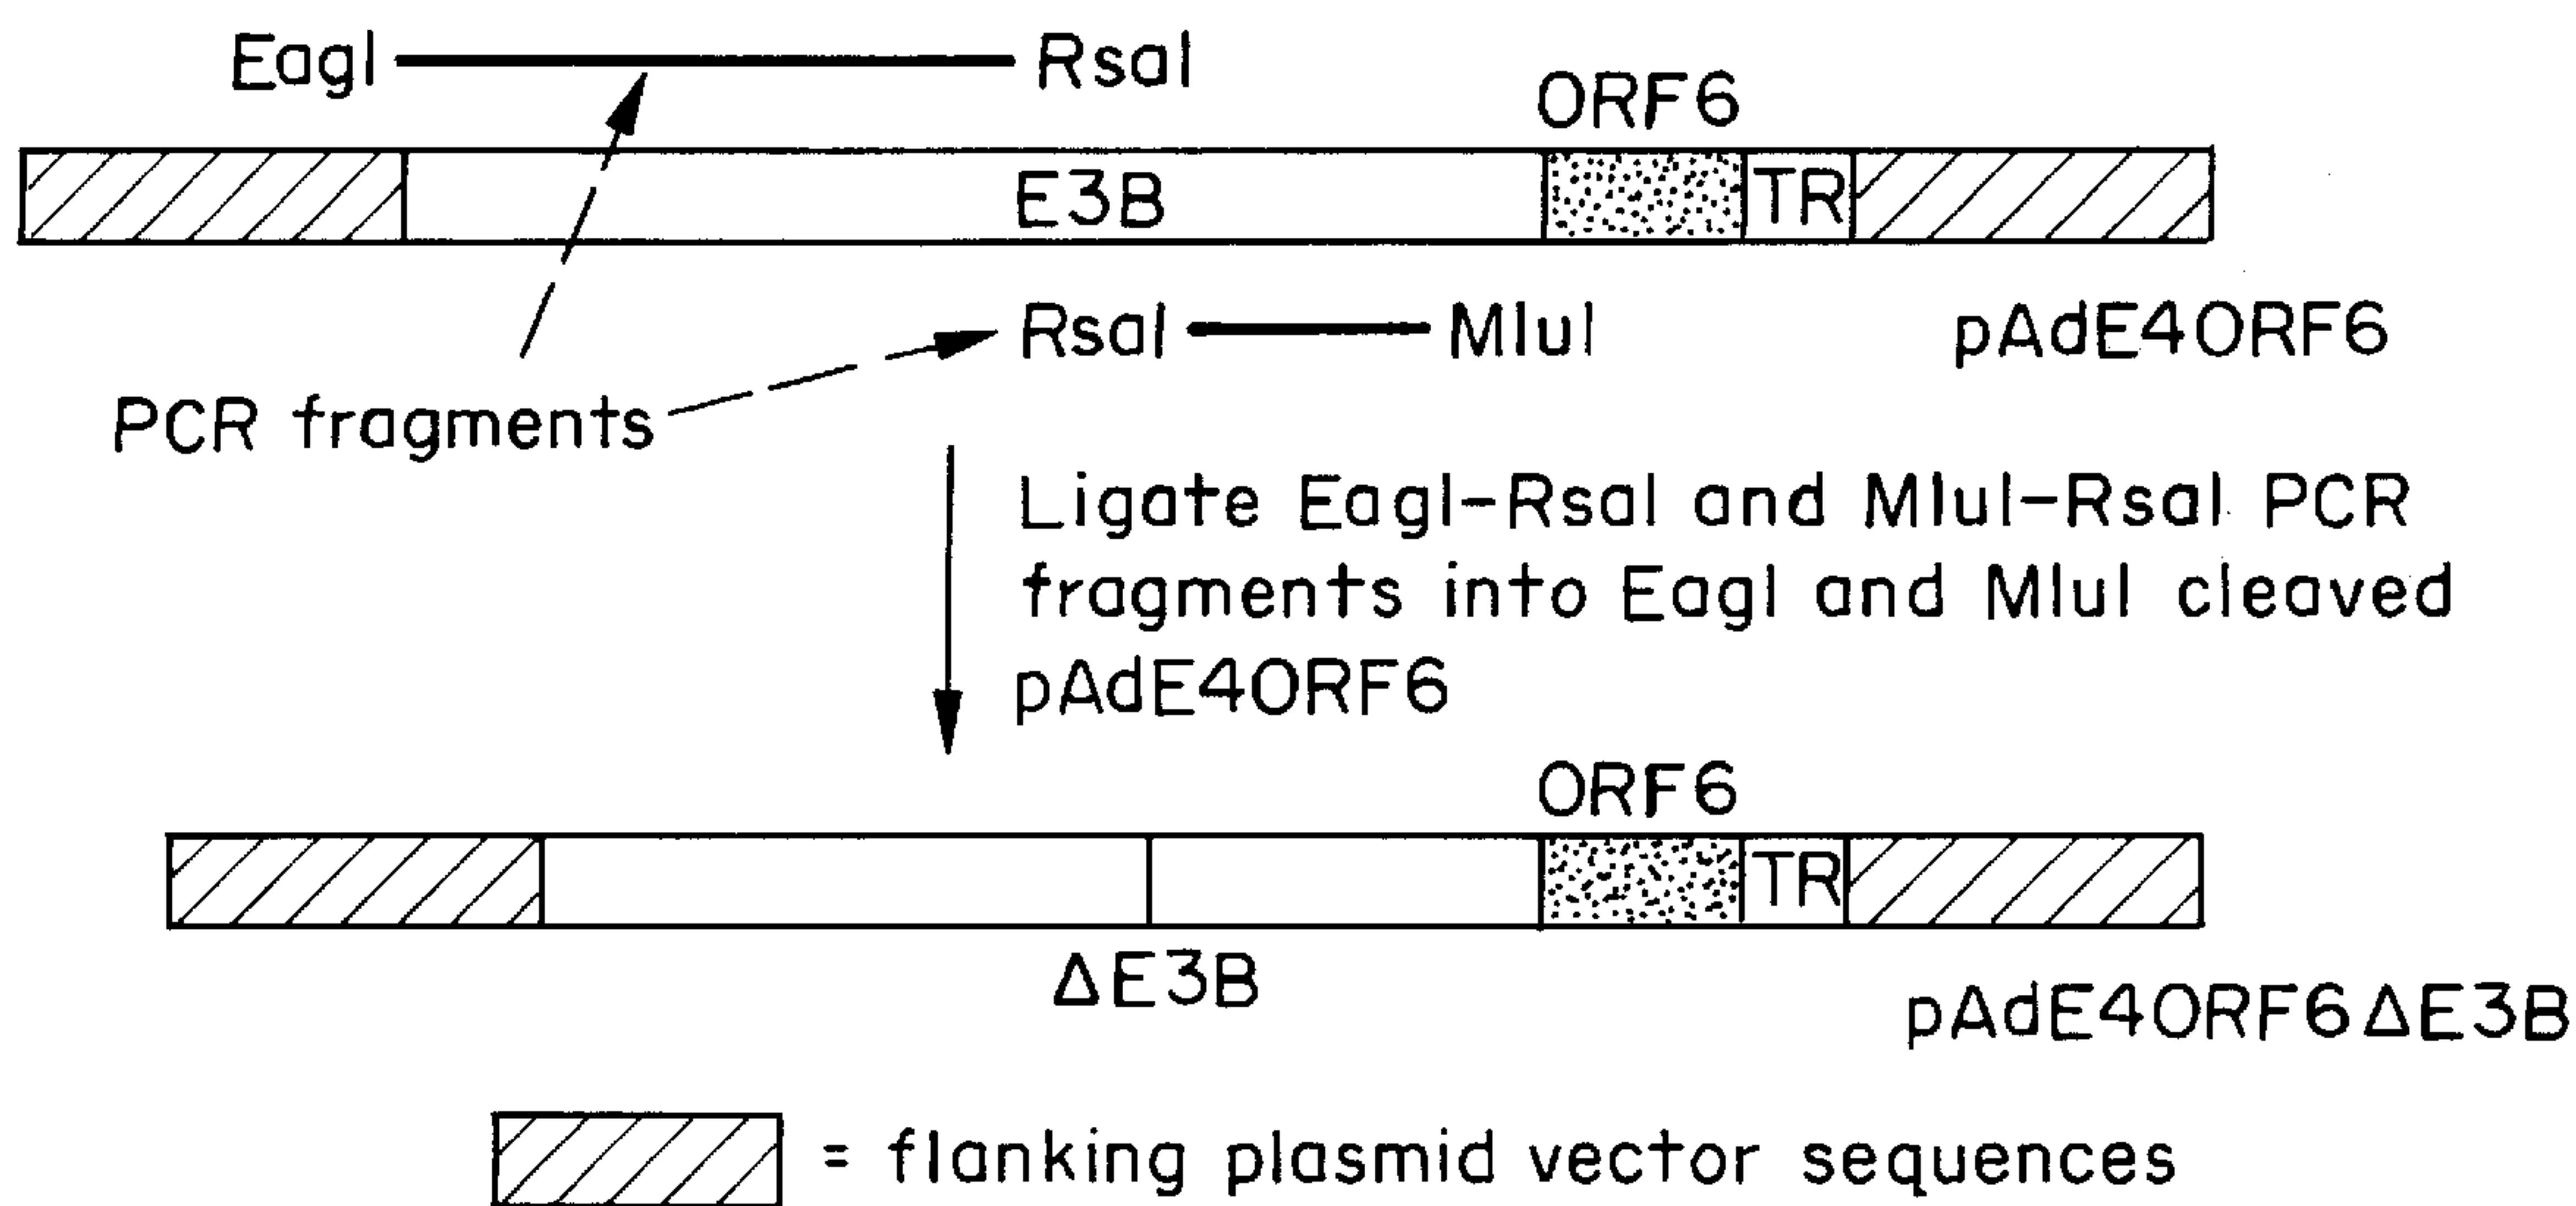 EagI RsaI
ORF6
E3B TR
RsaI MluI pAdE4ORF6
PCR fragments
Ligate EagI-RsaI and MluI-RsaI PCR
fragments into EagI and MluI cleaved
pAdE4ORF6
ORF6
TR
ΔE3B
pAdE4ORF6ΔE3B
= flanking plasmid vector sequences